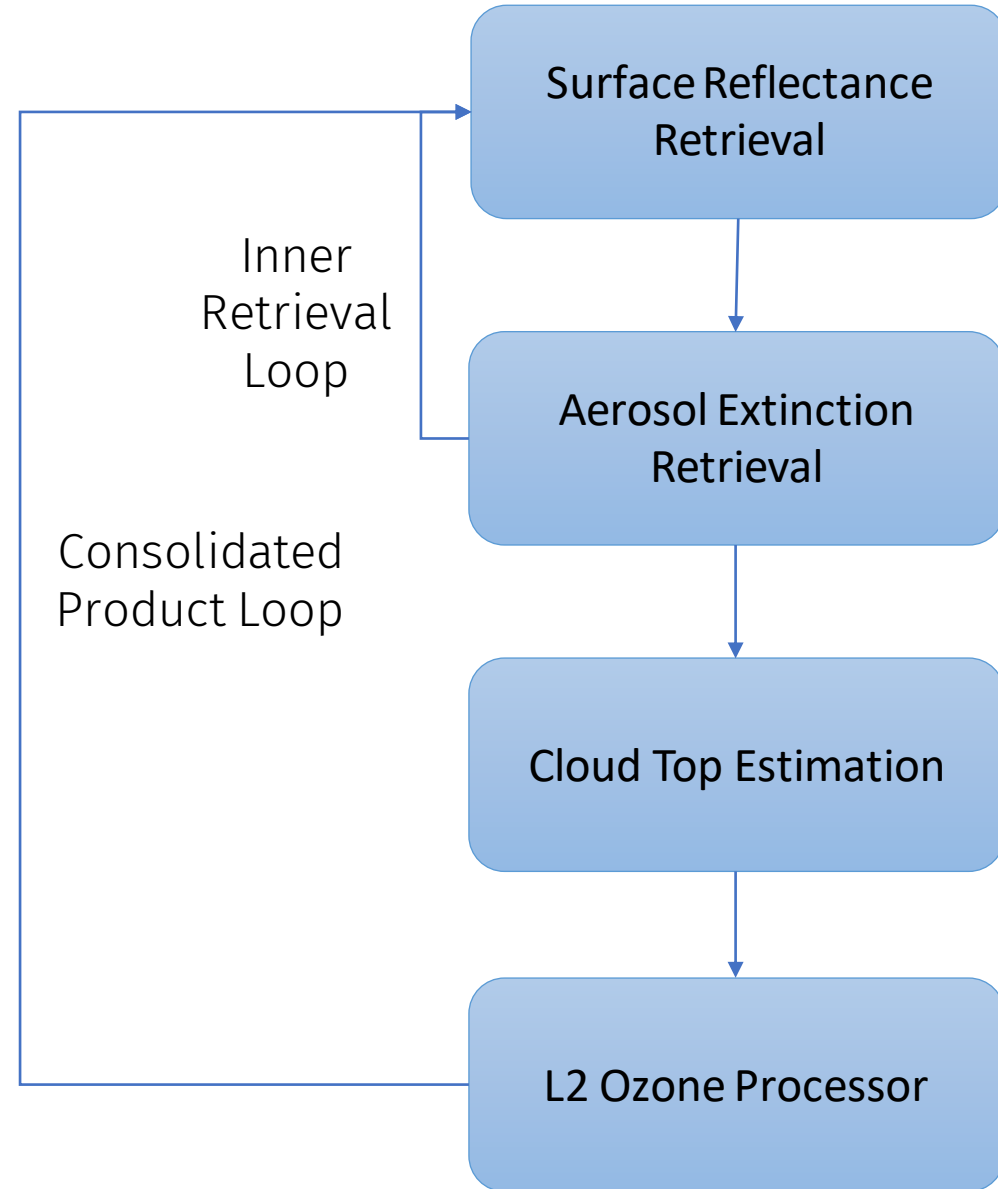 Surface Reflectance
Retrieval
Inner
Retrieval
Loop
Aerosol Extinction
Retrieval
Consolidated
Product Loop
Cloud Top Estimation
L2 Ozone Processor